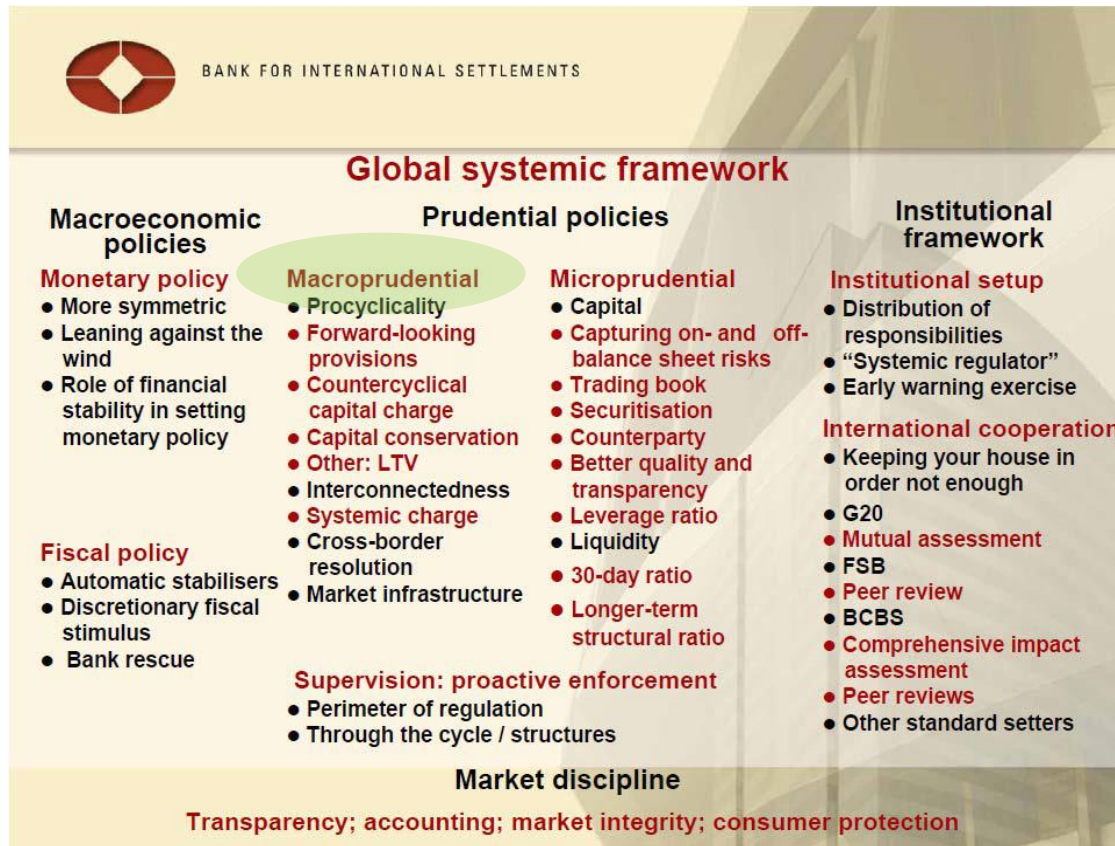 BANK FOR INTERNATIONAL SETTLEMENTS
Global systemic framework
Macroeconomic
policies
Monetary policy
● More symmetric
● Leaning against the
wind
● Role of financial
stability in setting
monetary policy
Fiscal policy
● Automatic stabilisers
● Discretionary fiscal
stimulus
● Bank rescue
Prudential policies
Macroprudential
● Procyclicality
● Forward-looking
provisions
● Countercyclical
capital charge
● Capital conservation
● Other: LTV
● Interconnectedness
● Systemic charge
● Cross-border
resolution
● Market infrastructure
Microprudential
● Capital
● Capturing on- and off-
balance sheet risks
● Trading book
● Securitisation
● Counterparty
● Better quality and
transparency
● Leverage ratio
● Liquidity
● 30-day ratio
● Longer-term
structural ratio
Supervision: proactive enforcement
● Perimeter of regulation
● Through the cycle / structures
Institutional
framework
Institutional setup
● Distribution of
responsibilities
● “Systemic regulator”
● Early warning exercise
International cooperation
● Keeping your house in
order not enough
● G20
● Mutual assessment
● FSB
● Peer review
● BCBS
● Comprehensive impact
assessment
● Peer reviews
● Other standard setters
Market discipline
Transparency; accounting; market integrity; consumer protection